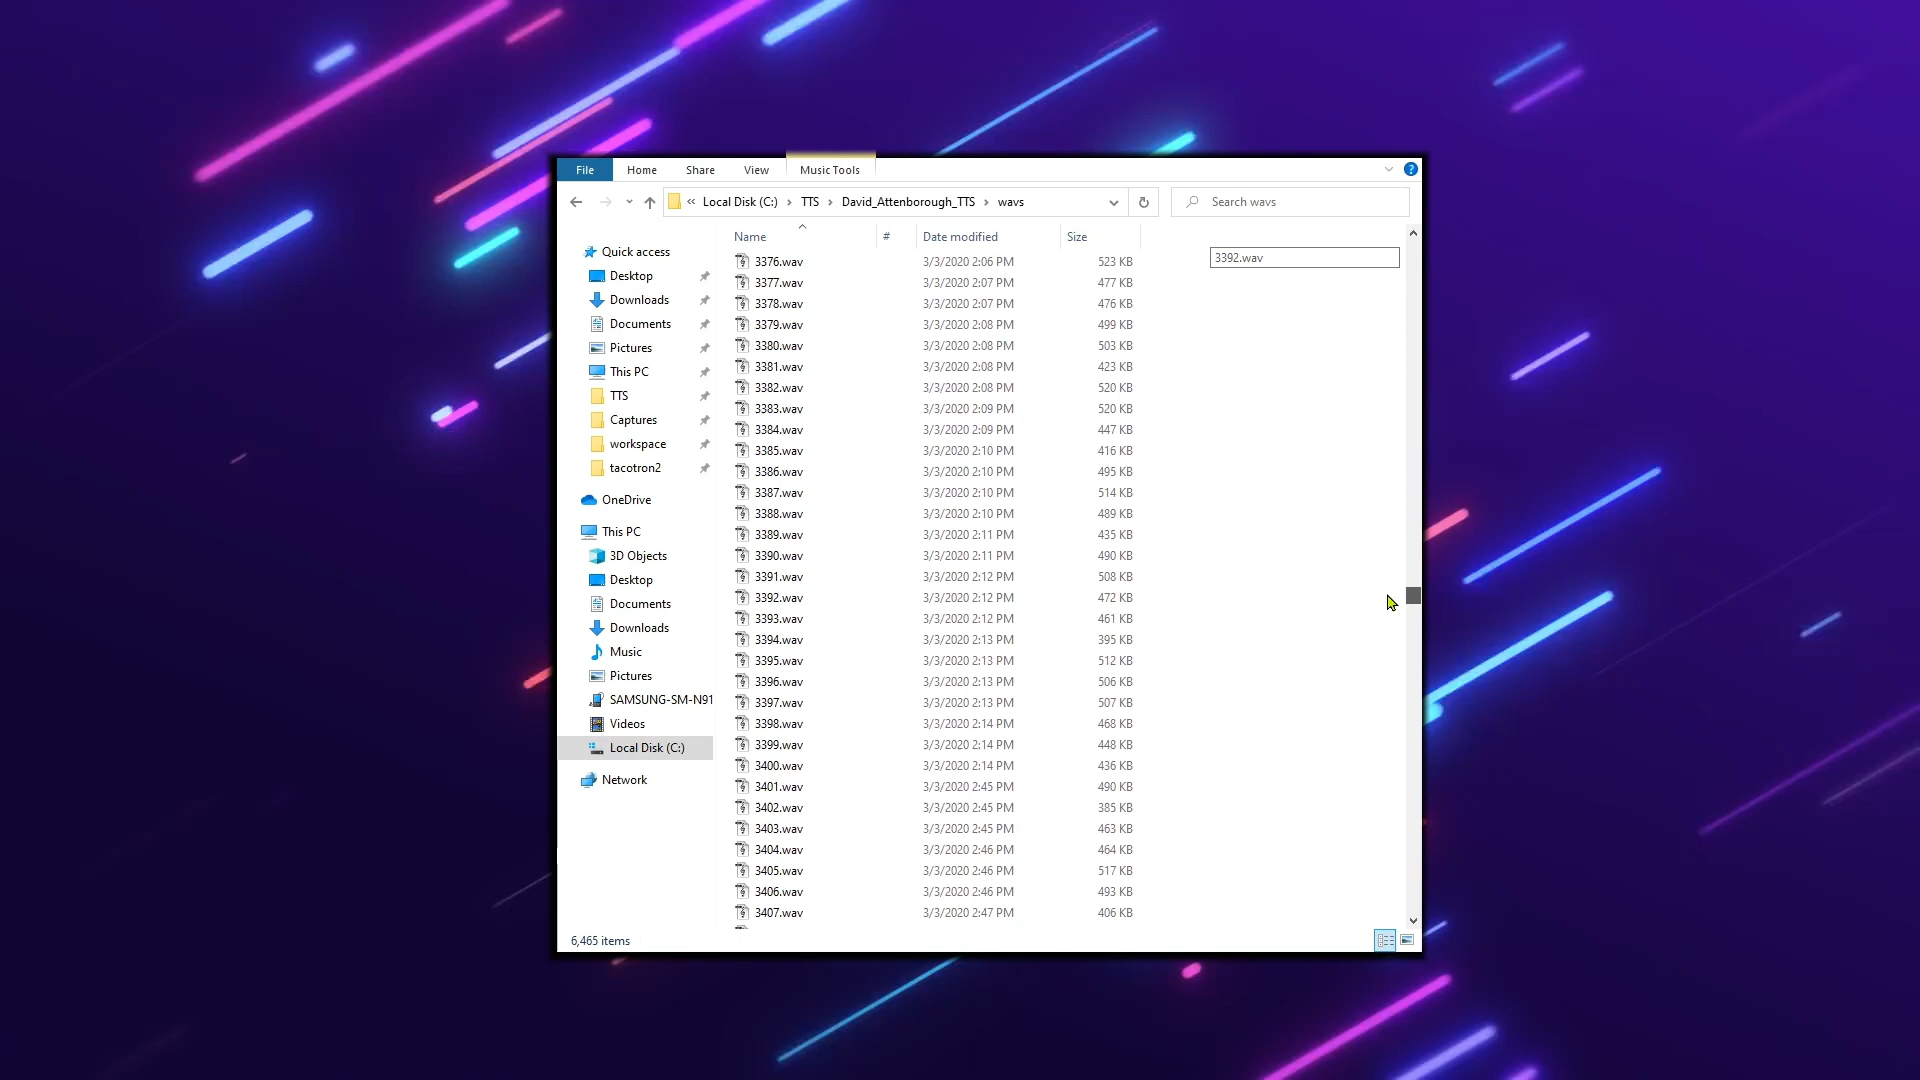 File Home Share View Music Tools
« Local Disk (C:) › TTS › David_Attenborough_TTS › wavs
Search wavs
Name # Date modified Size
3392.wav
Quick access
Desktop
Downloads
Documents
Pictures
This PC
TTS
Captures
workspace
tacotron2
OneDrive
This PC
3D Objects
Desktop
Documents
Downloads
Music
Pictures
SAMSUNG-SM-N91
Videos
Local Disk (C:)
Network
3376.wav 3/3/2020 2:06 PM 523 KB
3377.wav 3/3/2020 2:07 PM 477 KB
3378.wav 3/3/2020 2:07 PM 476 KB
3379.wav 3/3/2020 2:08 PM 499 KB
3380.wav 3/3/2020 2:08 PM 503 KB
3381.wav 3/3/2020 2:08 PM 423 KB
3382.wav 3/3/2020 2:08 PM 520 KB
3383.wav 3/3/2020 2:09 PM 520 KB
3384.wav 3/3/2020 2:09 PM 447 KB
3385.wav 3/3/2020 2:10 PM 416 KB
3386.wav 3/3/2020 2:10 PM 495 KB
3387.wav 3/3/2020 2:10 PM 514 KB
3388.wav 3/3/2020 2:10 PM 489 KB
3389.wav 3/3/2020 2:11 PM 435 KB
3390.wav 3/3/2020 2:11 PM 490 KB
3391.wav 3/3/2020 2:12 PM 508 KB
3392.wav 3/3/2020 2:12 PM 472 KB
3393.wav 3/3/2020 2:12 PM 461 KB
3394.wav 3/3/2020 2:13 PM 395 KB
3395.wav 3/3/2020 2:13 PM 512 KB
3396.wav 3/3/2020 2:13 PM 506 KB
3397.wav 3/3/2020 2:13 PM 507 KB
3398.wav 3/3/2020 2:14 PM 468 KB
3399.wav 3/3/2020 2:14 PM 448 KB
3400.wav 3/3/2020 2:14 PM 436 KB
3401.wav 3/3/2020 2:45 PM 490 KB
3402.wav 3/3/2020 2:45 PM 385 KB
3403.wav 3/3/2020 2:45 PM 463 KB
3404.wav 3/3/2020 2:46 PM 464 KB
3405.wav 3/3/2020 2:46 PM 517 KB
3406.wav 3/3/2020 2:46 PM 493 KB
3407.wav 3/3/2020 2:47 PM 406 KB
6,465 items